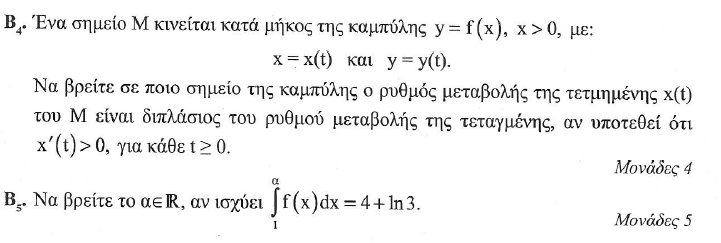 Β₄. Ένα σημείο Μ κινείται κατά μήκος της καμπύλης y = f(x), x > 0, με:
x = x(t) και y = y(t).
Να βρείτε σε ποιο σημείο της καμπύλης ο ρυθμός μεταβολής της τετμημένης x(t)
του Μ είναι διπλάσιος του ρυθμού μεταβολής της τεταγμένης, αν υποτεθεί ότι
x′(t) > 0, για κάθε t ≥ 0.
Μονάδες 4
Β₅. Να βρείτε το α∈ℝ, αν ισχύει ∫₁^α f(x)dx = 4 + ln3.
Μονάδες 5